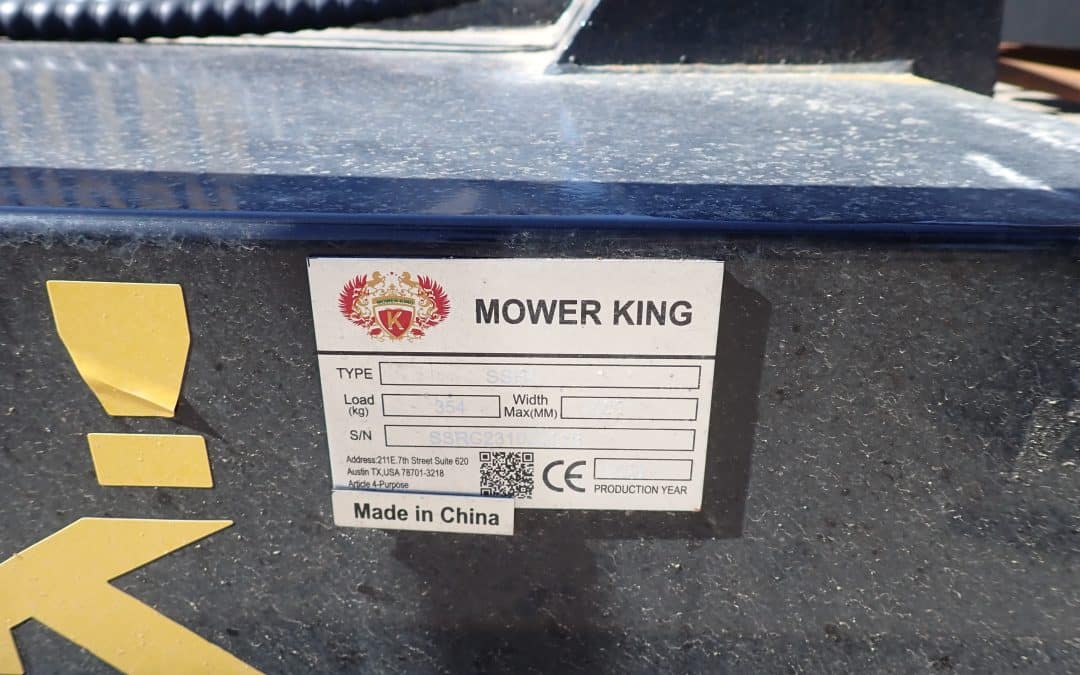 MOWER KING
K
TYPE
Load
(kg)
354
Width
Max(MM)
S/N
Address:211E.7th Street Suite 620
Austin TX,USA 78701-3218
Article 4-Purpose
CE
PRODUCTION YEAR
Made in China